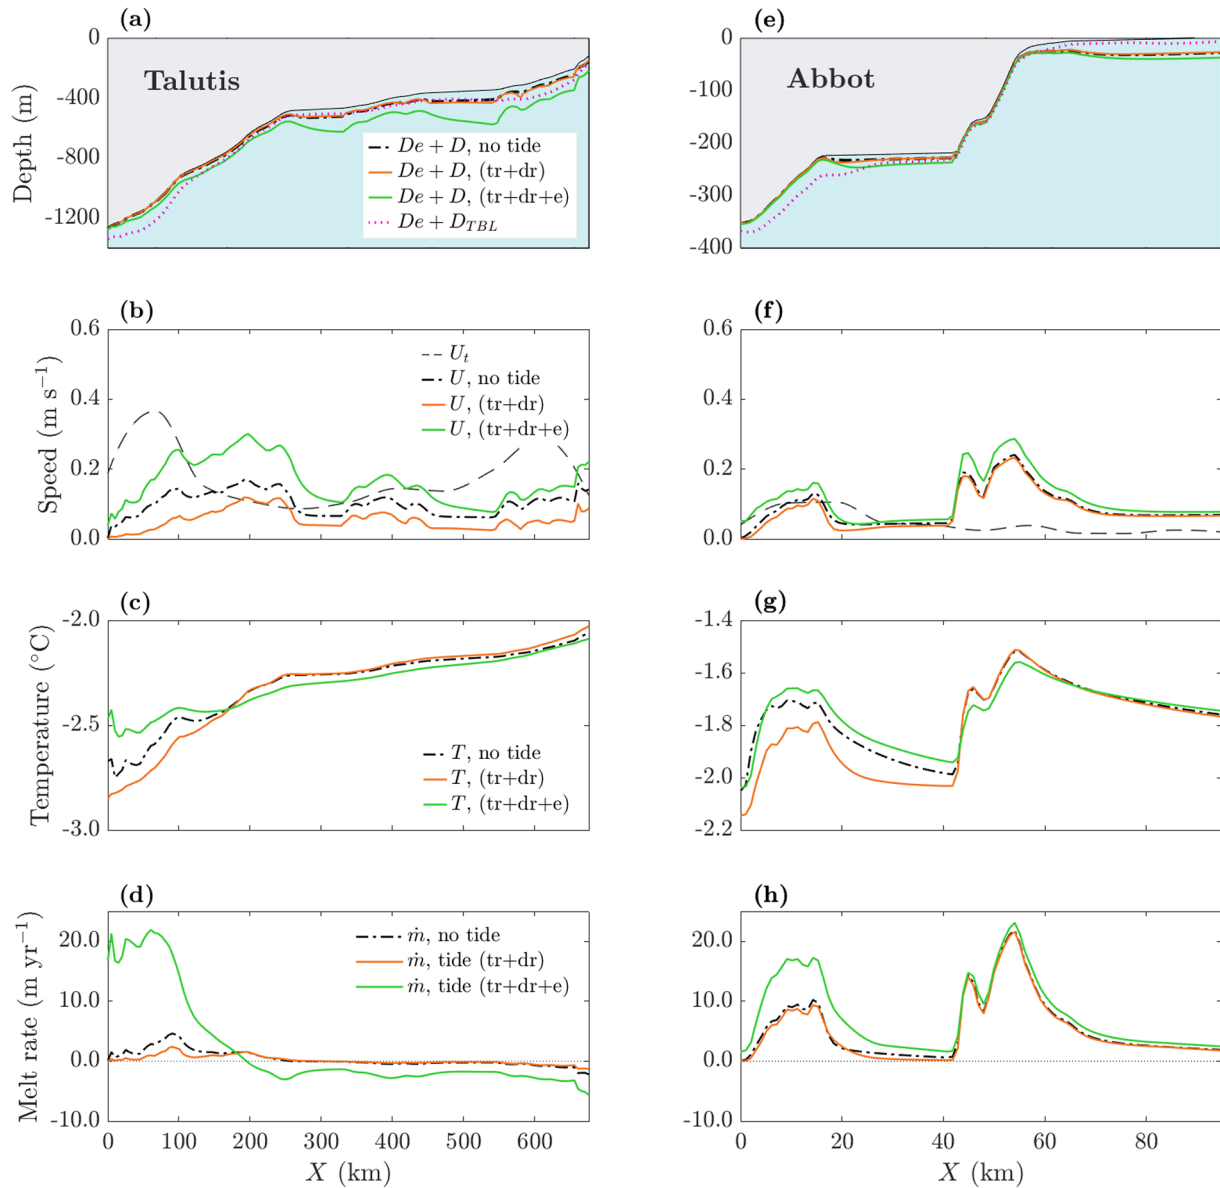 (a)
0
-400
-800
-1200
Depth (m)
Talutis
De + D, no tide
De + D, (tr+dr)
De + D, (tr+dr+e)
De + D_{TBL}
(e)
0
-100
-200
-300
-400
Abbot
(b)
0.6
0.4
0.2
0.0
Speed (m s⁻¹)
U_t
U, no tide
U, (tr+dr)
U, (tr+dr+e)
(f)
0.6
0.4
0.2
0.0
(c)
-2.0
-2.5
-3.0
Temperature (°C)
T, no tide
T, (tr+dr)
T, (tr+dr+e)
(g)
-1.4
-1.6
-1.8
-2.0
-2.2
(d)
20.0
10.0
0.0
-10.0
Melt rate (m yr⁻¹)
ṁ, no tide
ṁ, tide (tr+dr)
ṁ, tide (tr+dr+e)
0 100 200 300 400 500 600
X (km)
(h)
20.0
10.0
0.0
-10.0
0 20 40 60 80
X (km)